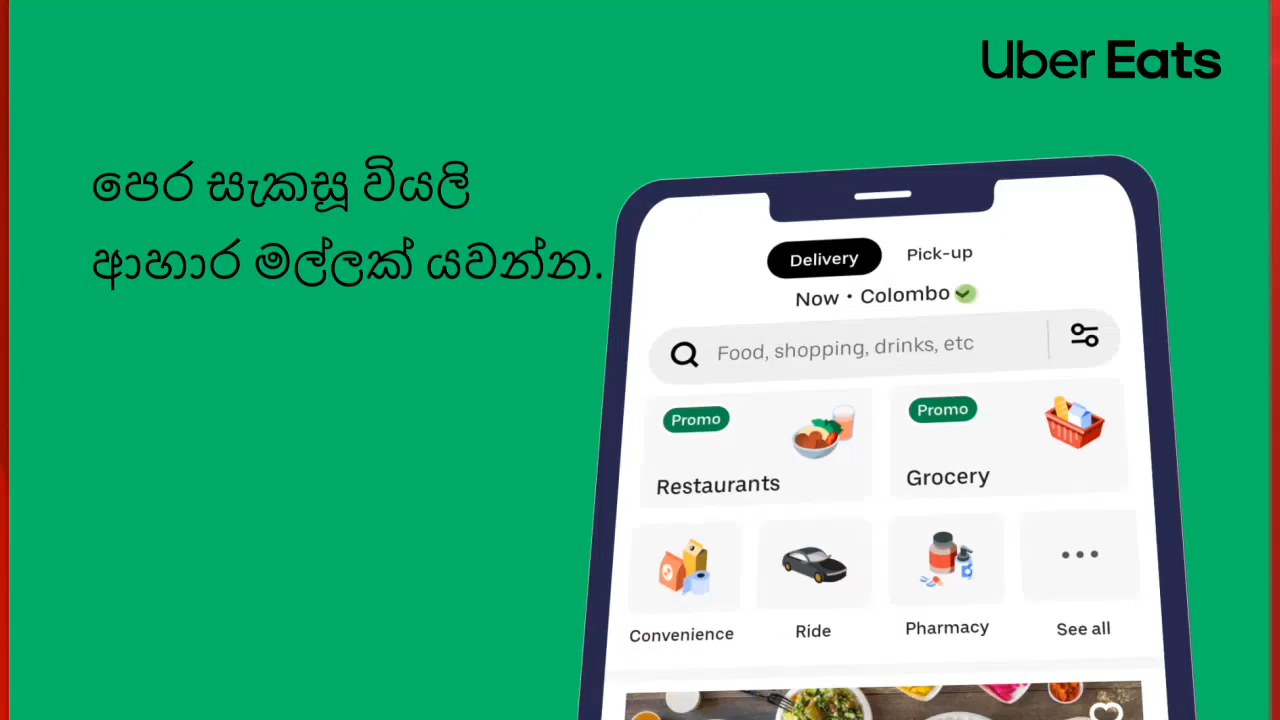 Uber Eats
පෙර සැකසූ වියලි
ආහාර මල්ලක් යවන්න.
Delivery Pick-up
Now • Colombo
Food, shopping, drinks, etc
Promo Promo
Restaurants Grocery
Convenience Ride Pharmacy See all